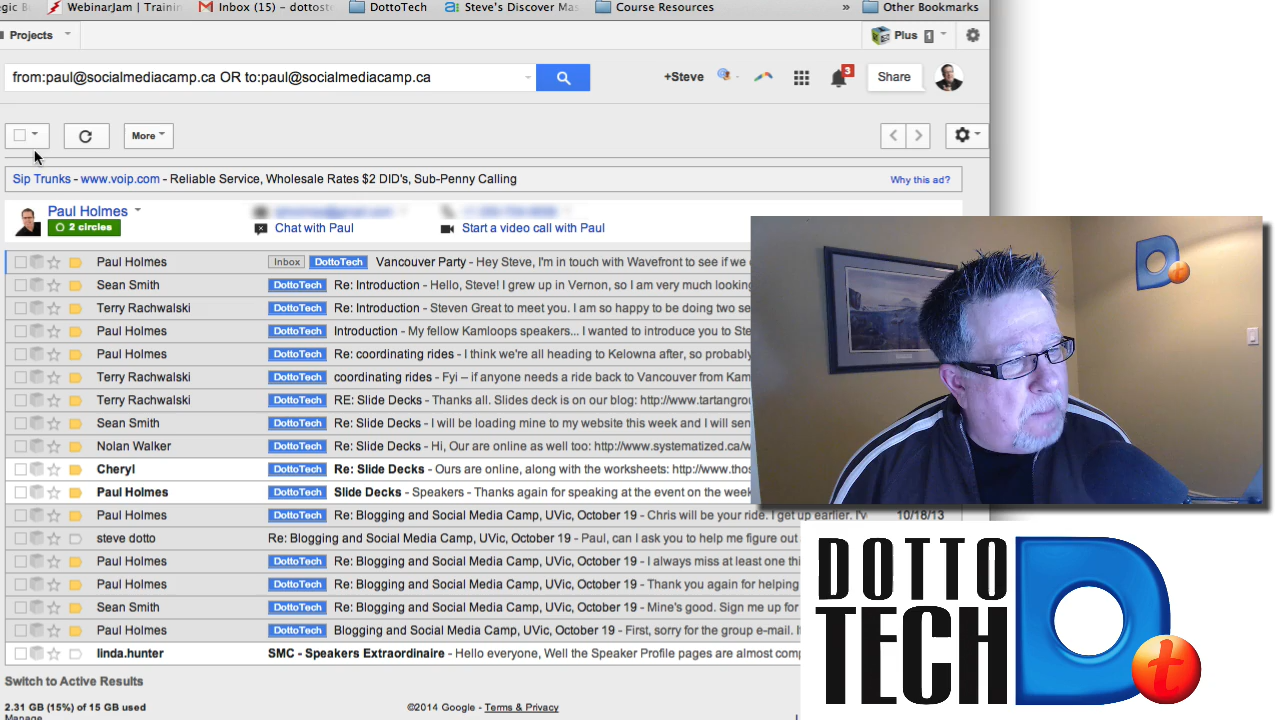 WebinarJam | Trainin
Inbox (15) – dottoste
DottoTech
Steve's Discover Mas
Course Resources
»
Other Bookmarks
Projects
Plus 1
from:paul@socialmediacamp.ca OR to:paul@socialmediacamp.ca
+Steve
3
Share
More
Sip Trunks - www.voip.com - Reliable Service, Wholesale Rates $2 DID's, Sub-Penny Calling
Why this ad?
Paul Holmes
2 circles
Chat with Paul
Start a video call with Paul
Paul Holmes Inbox DottoTech Vancouver Party - Hey Steve, I'm in touch with Wavefront to see if we c
Sean Smith DottoTech Re: Introduction - Hello, Steve! I grew up in Vernon, so I am very much looking
Terry Rachwalski DottoTech Re: Introduction - Steven Great to meet you. I am so happy to be doing two se
Paul Holmes DottoTech Introduction - My fellow Kamloops speakers... I wanted to introduce you to Ste
Paul Holmes DottoTech Re: coordinating rides - I think we're all heading to Kelowna after, so probably
Terry Rachwalski DottoTech coordinating rides - Fyi – if anyone needs a ride back to Vancouver from Kam
Terry Rachwalski DottoTech RE: Slide Decks - Thanks all. Slides deck is on our blog: http://www.tartangrou
Sean Smith DottoTech Re: Slide Decks - I will be loading mine to my website this week and I will sen
Nolan Walker DottoTech Re: Slide Decks - Hi, Our are online as well too: http://www.systematized.ca/w
Cheryl DottoTech Re: Slide Decks - Ours are online, along with the worksheets: http://www.thos
Paul Holmes DottoTech Slide Decks - Speakers - Thanks again for speaking at the event on the week
Paul Holmes DottoTech Re: Blogging and Social Media Camp, UVic, October 19 - Chris will be your ride. I get up earlier. I'v 10/18/13
steve dotto Re: Blogging and Social Media Camp, UVic, October 19 - Paul, can I ask you to help me figure out
Paul Holmes DottoTech Re: Blogging and Social Media Camp, UVic, October 19 - I always miss at least one thi
Paul Holmes DottoTech Re: Blogging and Social Media Camp, UVic, October 19 - Thank you again for helping
Sean Smith DottoTech Re: Blogging and Social Media Camp, UVic, October 19 - Mine's good. Sign me up for
Paul Holmes DottoTech Blogging and Social Media Camp, UVic, October 19 - First, sorry for the group e-mail. It
linda.hunter SMC - Speakers Extraordinaire - Hello everyone, Well the Speaker Profile pages are almost comp
Switch to Active Results
2.31 GB (15%) of 15 GB used
Manage
©2014 Google - Terms & Privacy
DOTTO
TECH
D t